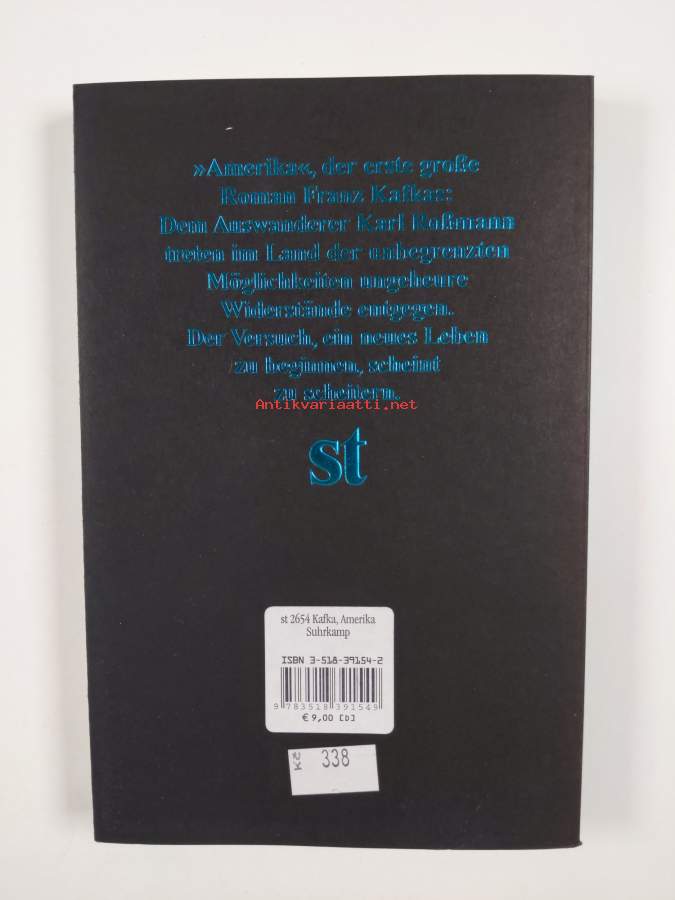 »Amerika«, der erste große
Roman Franz Kafkas:
Dem Auswanderer Karl Roßmann
treten im Land der unbegrenzten
Möglichkeiten ungeheure
Widerstände entgegen.
Der Versuch, ein neues Leben
zu beginnen, scheint
zu scheitern.
Antikvariaatti.net
st
st 2654 Kafka, Amerika
Suhrkamp
ISBN 3-518-39154-2
9 783518 391549
€ 9,00 [D]
Kč 338